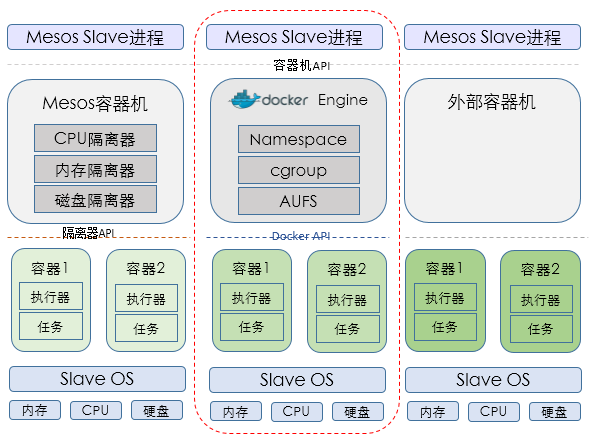 Mesos Slave进程
Mesos Slave进程
Mesos Slave进程
容器机API
Mesos容器机
CPU隔离器
内存隔离器
磁盘隔离器
docker Engine
Namespace
cgroup
AUFS
外部容器机
隔离器API
Docker API
容器1
执行器
任务
容器2
执行器
任务
容器1
执行器
任务
容器2
执行器
任务
容器1
执行器
任务
容器2
执行器
任务
Slave OS
Slave OS
Slave OS
内存
CPU
硬盘
内存
CPU
硬盘
内存
CPU
硬盘